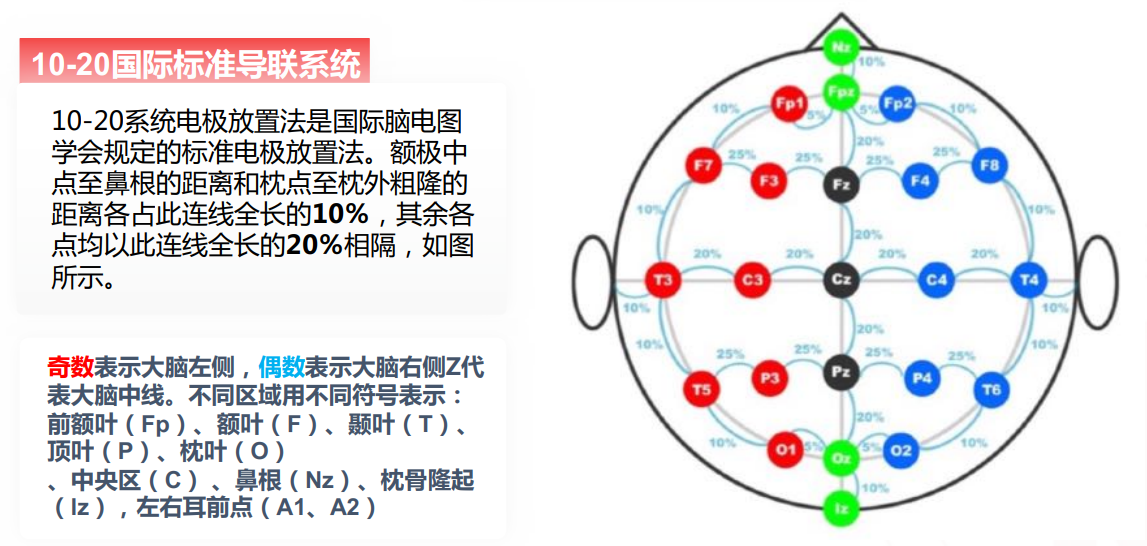 10-20国际标准导联系统
10-20系统电极放置法是国际脑电图
学会规定的标准电极放置法。额极中
点至鼻根的距离和枕点至枕外粗隆的
距离各占此连线全长的10%，其余各
点均以此连线全长的20%相隔，如图
所示。
奇数表示大脑左侧，偶数表示大脑右侧Z代
表大脑中线。不同区域用不同符号表示：
前额叶（Fp）、额叶（F）、颞叶（T）、
顶叶（P）、枕叶（O）
、中央区（C）、鼻根（Nz）、枕骨隆起
（Iz），左右耳前点（A1、A2）
Nz
10%
Fp1 Fpz Fp2
10% 5% 5% 10%
20%
25% 25% 25% 25%
F7 F3 Fz F4 F8
10% 10%
20%
20% 20% 20% 20%
T3 C3 Cz C4 T4
10% 10%
20%
10% 10%
25% 25% 25% 25%
T5 P3 Pz P4 T6
20%
10% 5% 5% 10%
O1 Oz O2
10%
Iz